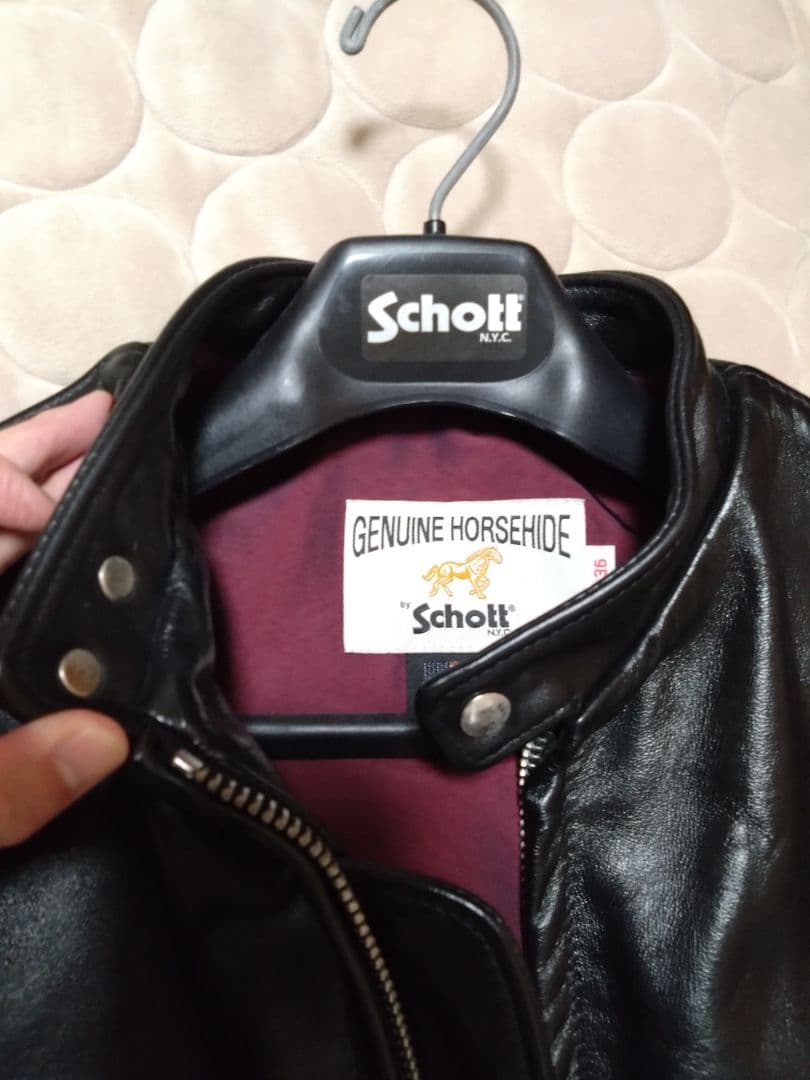 Schott®
N.Y.C.
GENUINE HORSEHIDE
by
Schott®
N.Y.C.
36